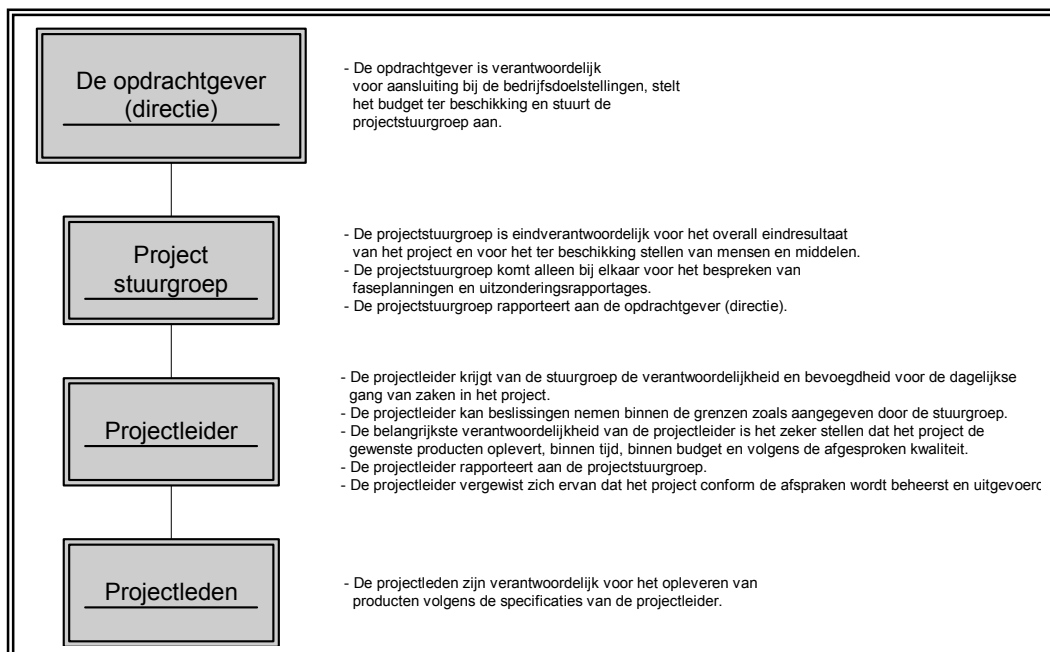 De opdrachtgever
(directie)
- De opdrachtgever is verantwoordelijk
voor aansluiting bij de bedrijfsdoelstellingen, stelt
het budget ter beschikking en stuurt de
projectstuurgroep aan.
Project
stuurgroep
- De projectstuurgroep is eindverantwoordelijk voor het overall eindresultaat
van het project en voor het ter beschikking stellen van mensen en middelen.
- De projectstuurgroep komt alleen bij elkaar voor het bespreken van
faseplanningen en uitzonderingsrapportages.
- De projectstuurgroep rapporteert aan de opdrachtgever (directie).
Projectleider
- De projectleider krijgt van de stuurgroep de verantwoordelijkheid en bevoegdheid voor de dagelijkse
gang van zaken in het project.
- De projectleider kan beslissingen nemen binnen de grenzen zoals aangegeven door de stuurgroep.
- De belangrijkste verantwoordelijkheid van de projectleider is het zeker stellen dat het project de
gewenste producten oplevert, binnen tijd, binnen budget en volgens de afgesproken kwaliteit.
- De projectleider rapporteert aan de projectstuurgroep.
- De projectleider vergewist zich ervan dat het project conform de afspraken wordt beheerst en uitgevoerd
Projectleden
- De projectleden zijn verantwoordelijk voor het opleveren van
producten volgens de specificaties van de projectleider.